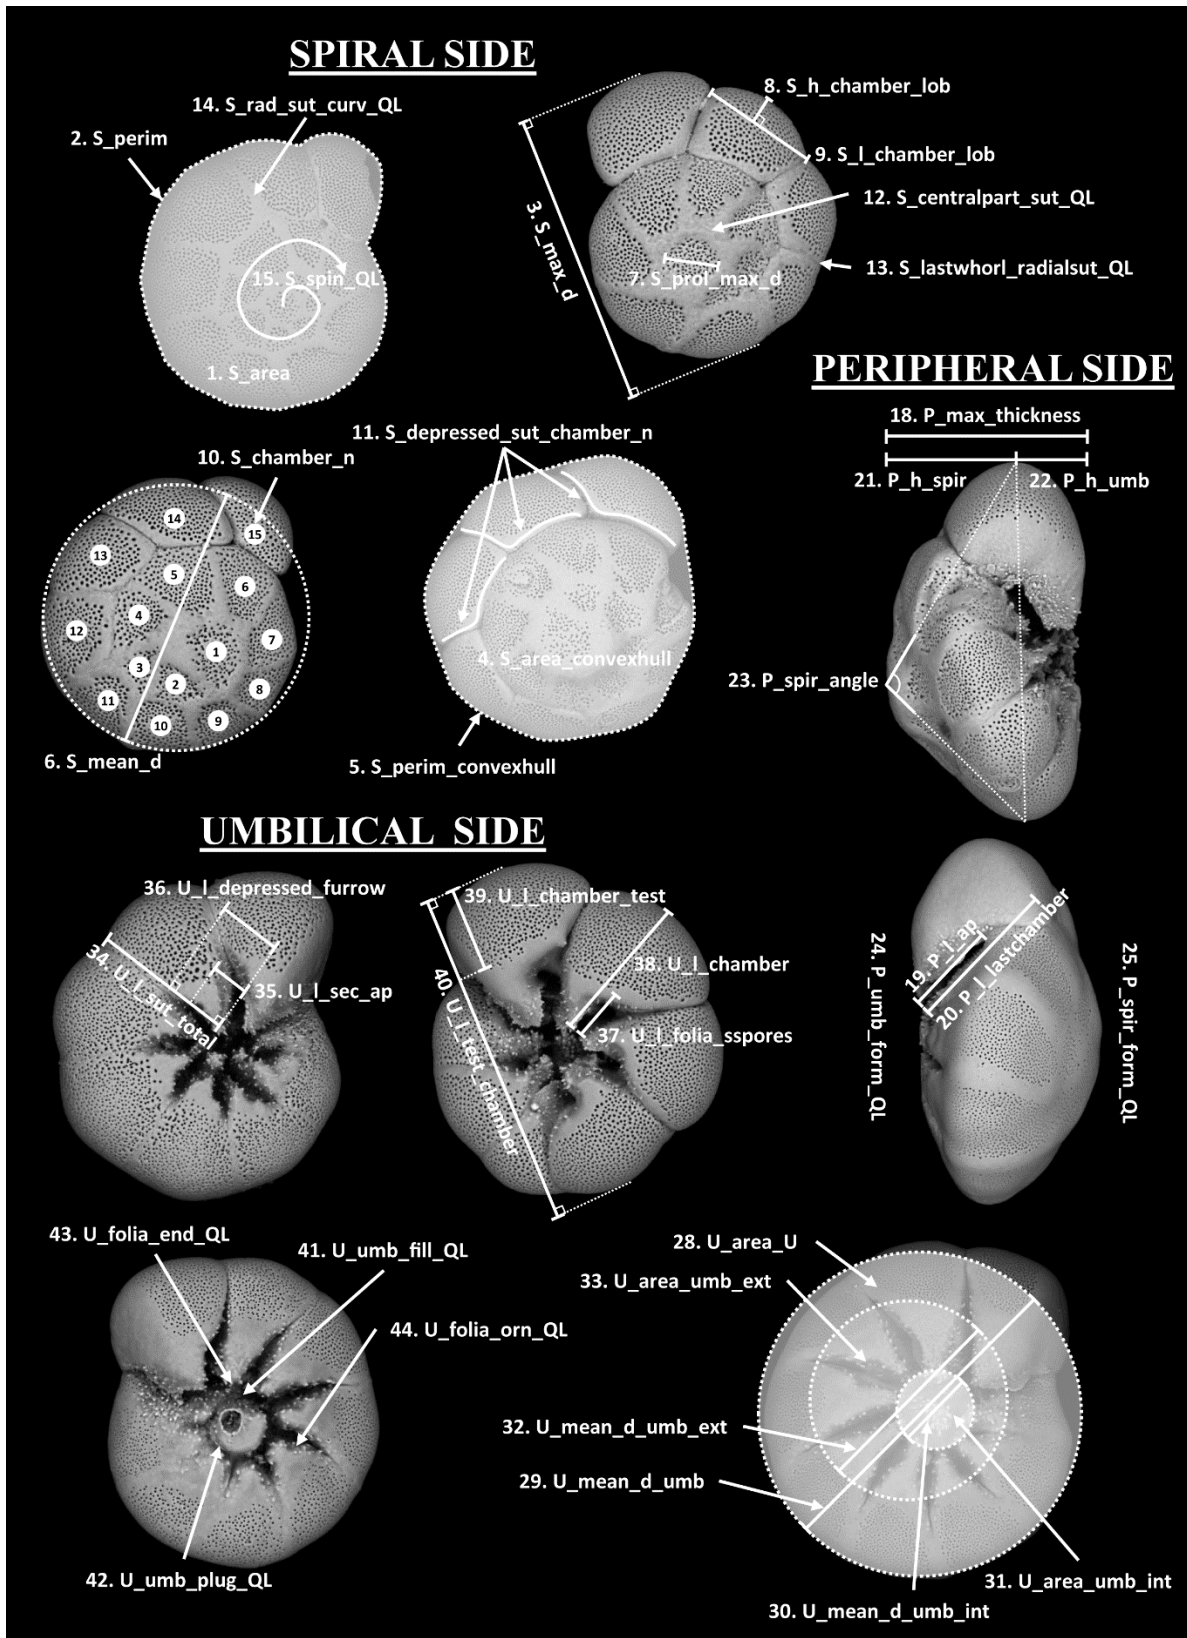 SPIRAL SIDE
14. S_rad_sut_curv_QL
2. S_perim
15. S_spin_QL
1. S_area
8. S_h_chamber_lob
9. S_l_chamber_lob
12. S_centralpart_sut_QL
3. S_max_d
7. S_prol_max_d
13. S_lastwhorl_radialsut_QL
PERIPHERAL SIDE
18. P_max_thickness
21. P_h_spir
22. P_h_umb
23. P_spir_angle
11. S_depressed_sut_chamber_n
10. S_chamber_n
14
15
13
5
6
4
12
1
7
3
2
8
11
10
9
6. S_mean_d
4. S_area_convexhull
5. S_perim_convexhull
UMBILICAL SIDE
36. U_l_depressed_furrow
34. U_l_sut_total
35. U_l_sec_ap
39. U_l_chamber_test
38. U_l_chamber
40. U_l_test_chamber
37. U_l_folia_sspores
24. P_umb_form_QL
19. P_l_ap
20. P_l_lastchamber
25. P_spir_form_QL
43. U_folia_end_QL
41. U_umb_fill_QL
44. U_folia_orn_QL
42. U_umb_plug_QL
28. U_area_U
33. U_area_umb_ext
32. U_mean_d_umb_ext
29. U_mean_d_umb
31. U_area_umb_int
30. U_mean_d_umb_int